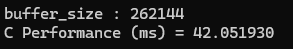 buffer_size : 262144
C Performance (ms) = 42.051930